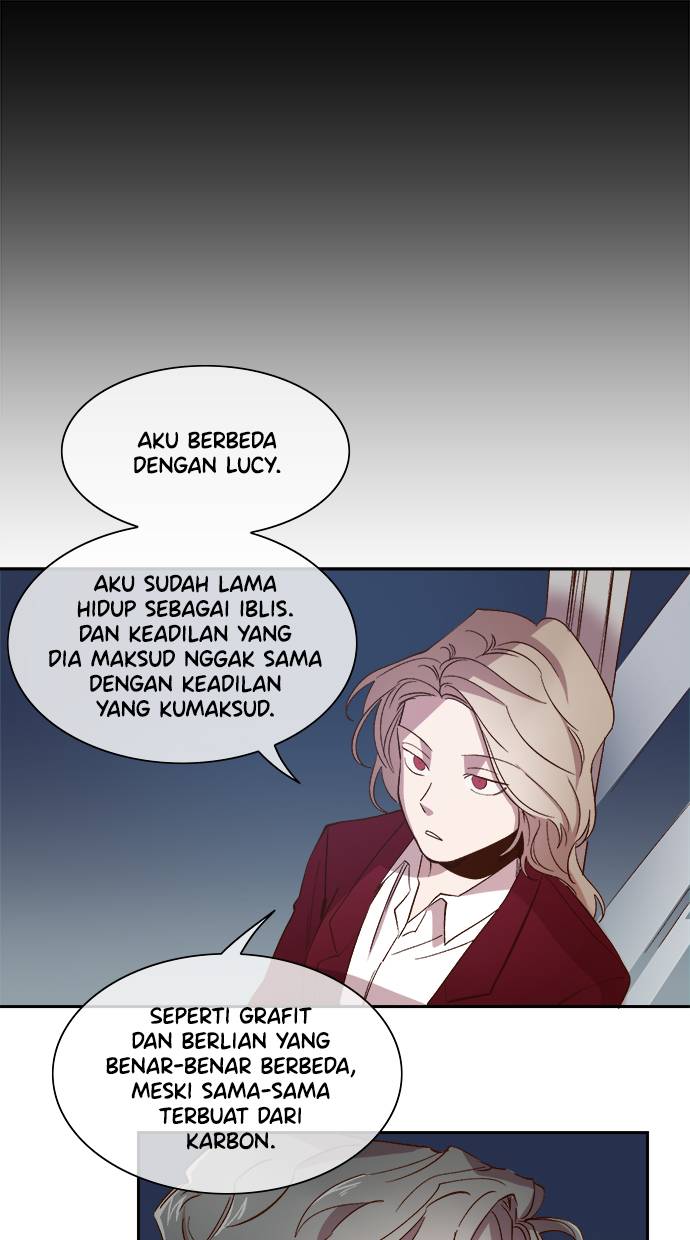 AKU BERBEDA
DENGAN LUCY.
AKU SUDAH LAMA
HIDUP SEBAGAI IBLIS.
DAN KEADILAN YANG
DIA MAKSUD NGGAK SAMA
DENGAN KEADILAN
YANG KUMAKSUD.
SEPERTI GRAFIT
DAN BERLIAN YANG
BENAR-BENAR BERBEDA,
MESKI SAMA-SAMA
TERBUAT DARI
KARBON.